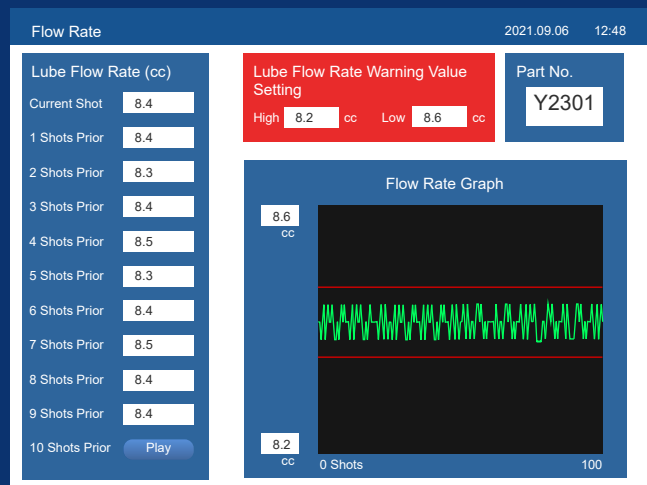 Flow Rate 2021.09.06 12:48
Lube Flow Rate (cc)
Current Shot 8.4
1 Shots Prior 8.4
2 Shots Prior 8.3
3 Shots Prior 8.4
4 Shots Prior 8.5
5 Shots Prior 8.3
6 Shots Prior 8.4
7 Shots Prior 8.5
8 Shots Prior 8.4
9 Shots Prior 8.4
10 Shots Prior Play
Lube Flow Rate Warning Value
Setting
High 8.2 cc Low 8.6 cc
Part No.
Y2301
Flow Rate Graph
8.6
cc
8.2
cc
0 Shots 100